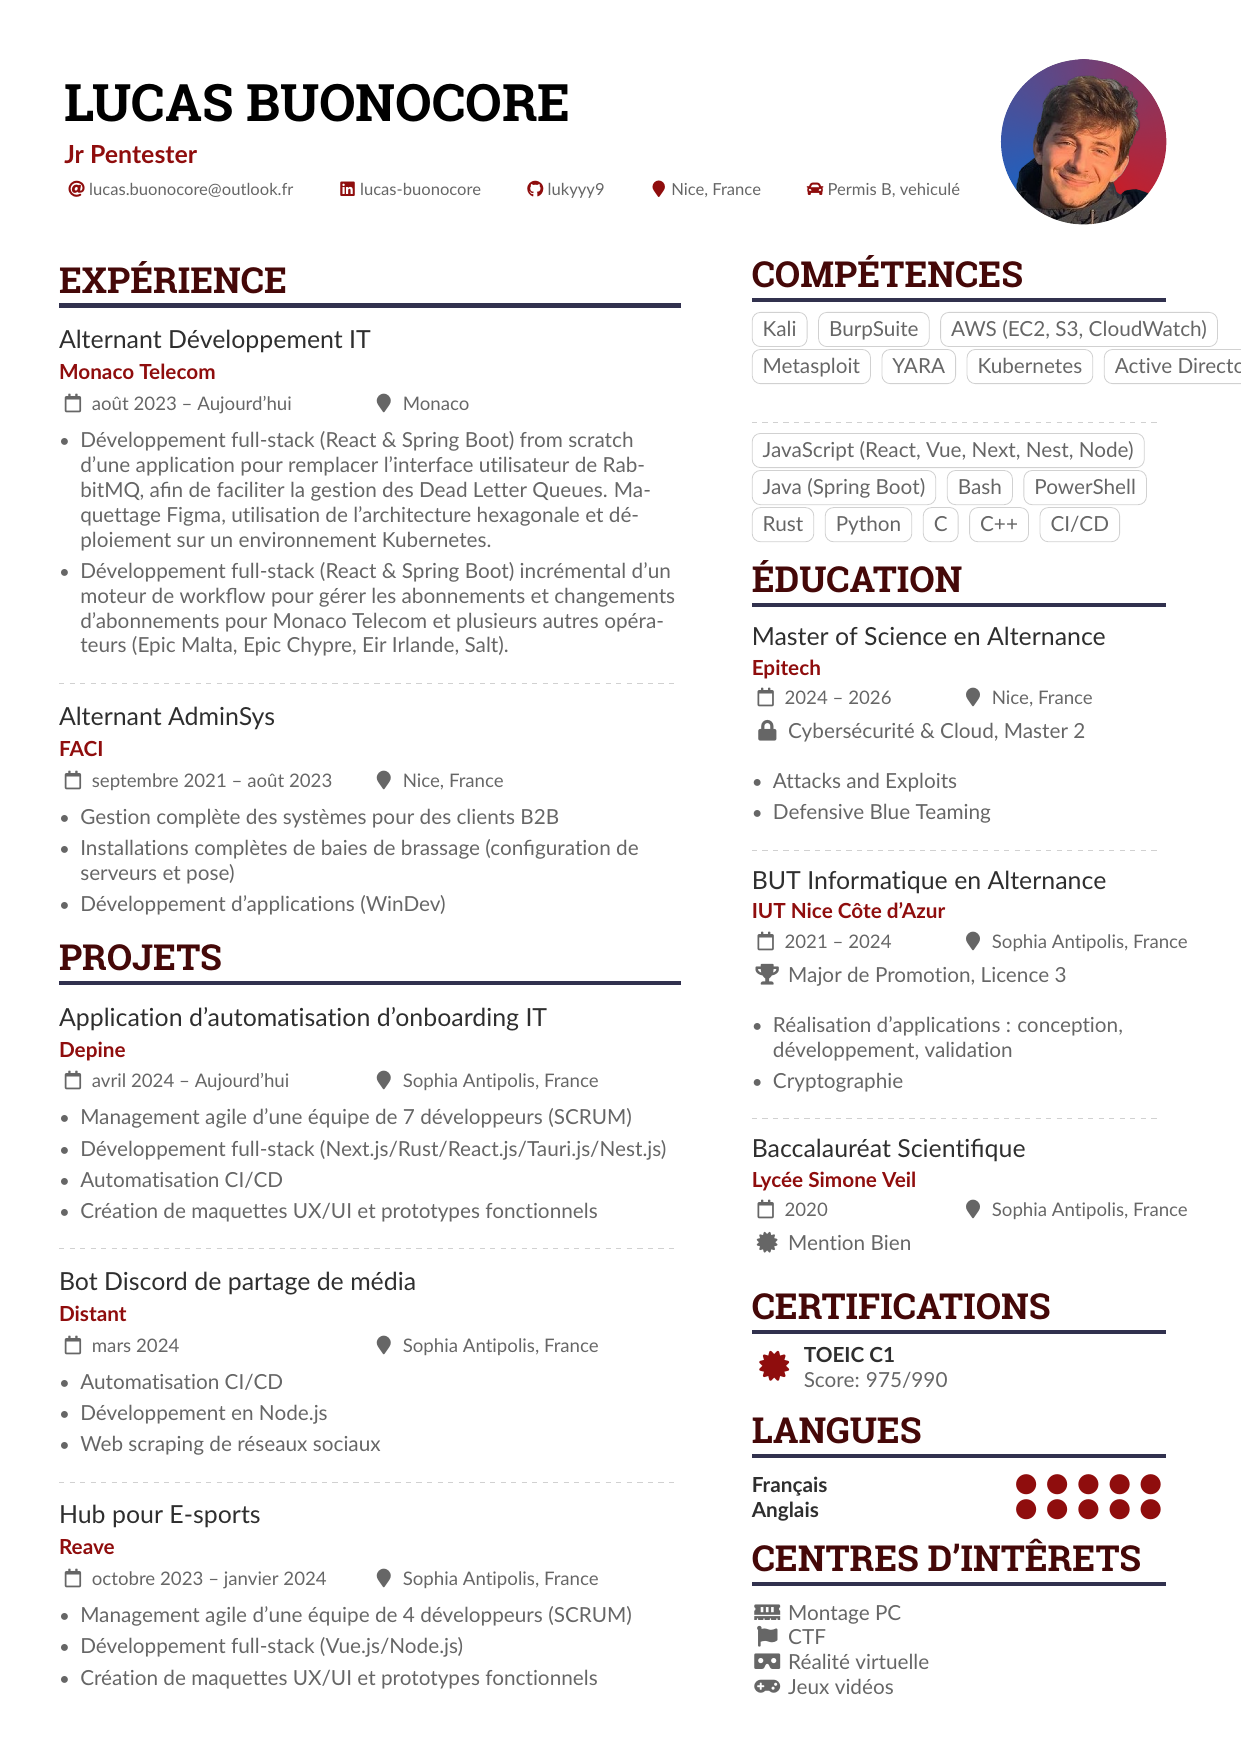 LUCAS BUONOCORE
Jr Pentester
lucas.buonocore@outlook.fr lucas-buonocore lukyyy9 Nice, France Permis B, vehiculé
EXPÉRIENCE
Alternant Développement IT
Monaco Telecom
août 2023 – Aujourd’hui Monaco
• Développement full-stack (React & Spring Boot) from scratch
d’une application pour remplacer l’interface utilisateur de Rab-
bitMQ, afin de faciliter la gestion des Dead Letter Queues. Ma-
quettage Figma, utilisation de l’architecture hexagonale et dé-
ploiement sur un environnement Kubernetes.
• Développement full-stack (React & Spring Boot) incrémental d’un
moteur de workflow pour gérer les abonnements et changements
d’abonnements pour Monaco Telecom et plusieurs autres opéra-
teurs (Epic Malta, Epic Chypre, Eir Irlande, Salt).
Alternant AdminSys
FACI
septembre 2021 – août 2023 Nice, France
• Gestion complète des systèmes pour des clients B2B
• Installations complètes de baies de brassage (configuration de
serveurs et pose)
• Développement d’applications (WinDev)
PROJETS
Application d’automatisation d’onboarding IT
Depine
avril 2024 – Aujourd’hui Sophia Antipolis, France
• Management agile d’une équipe de 7 développeurs (SCRUM)
• Développement full-stack (Next.js/Rust/React.js/Tauri.js/Nest.js)
• Automatisation CI/CD
• Création de maquettes UX/UI et prototypes fonctionnels
Bot Discord de partage de média
Distant
mars 2024 Sophia Antipolis, France
• Automatisation CI/CD
• Développement en Node.js
• Web scraping de réseaux sociaux
Hub pour E-sports
Reave
octobre 2023 – janvier 2024 Sophia Antipolis, France
• Management agile d’une équipe de 4 développeurs (SCRUM)
• Développement full-stack (Vue.js/Node.js)
• Création de maquettes UX/UI et prototypes fonctionnels
COMPÉTENCES
Kali BurpSuite AWS (EC2, S3, CloudWatch)
Metasploit YARA Kubernetes Active Directo
JavaScript (React, Vue, Next, Nest, Node)
Java (Spring Boot) Bash PowerShell
Rust Python C C++ CI/CD
ÉDUCATION
Master of Science en Alternance
Epitech
2024 – 2026 Nice, France
Cybersécurité & Cloud, Master 2
• Attacks and Exploits
• Defensive Blue Teaming
BUT Informatique en Alternance
IUT Nice Côte d’Azur
2021 – 2024 Sophia Antipolis, France
Major de Promotion, Licence 3
• Réalisation d’applications : conception,
développement, validation
• Cryptographie
Baccalauréat Scientifique
Lycée Simone Veil
2020 Sophia Antipolis, France
Mention Bien
CERTIFICATIONS
TOEIC C1
Score: 975/990
LANGUES
Français
Anglais
CENTRES D’INTÊRETS
Montage PC
CTF
Réalité virtuelle
Jeux vidéos